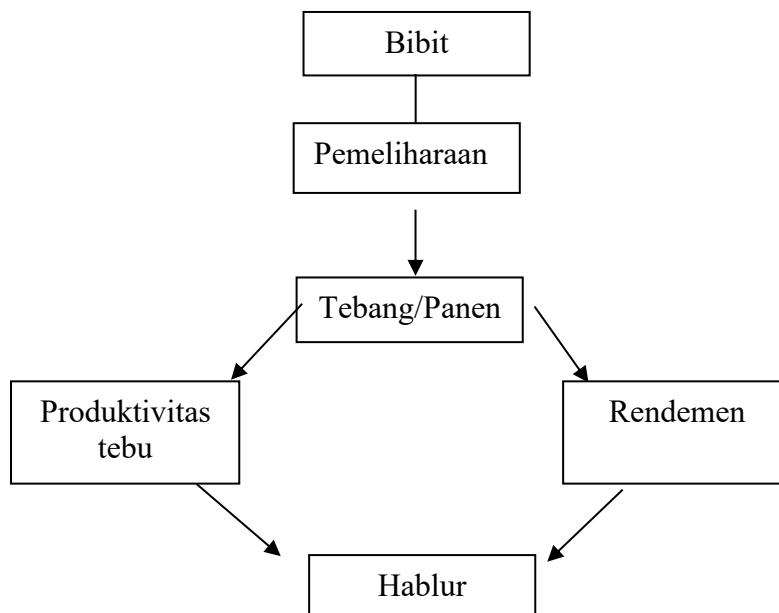 Bibit
Pemeliharaan
Tebang/Panen
Produktivitas
tebu
Rendemen
Hablur